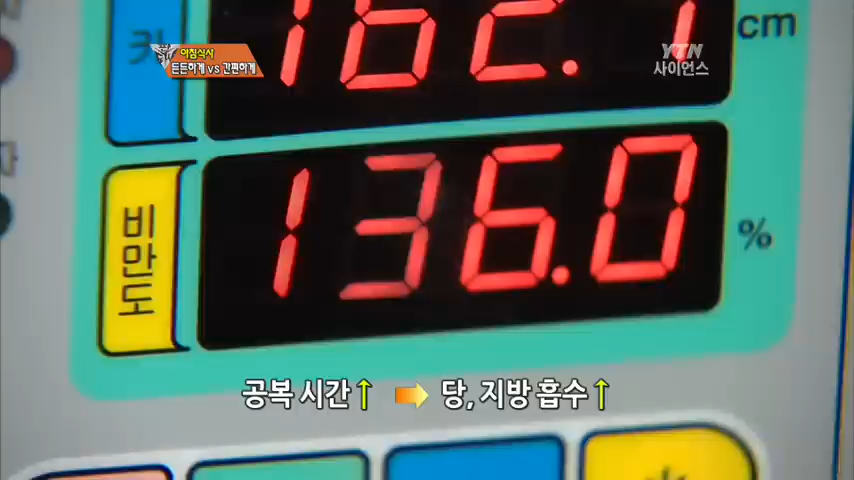 아침식사
든든하게 vs 간편하게
YTN
사이언스
키 162.1 cm
비만도 136.0 %
공복 시간↑ ➡ 당, 지방 흡수↑